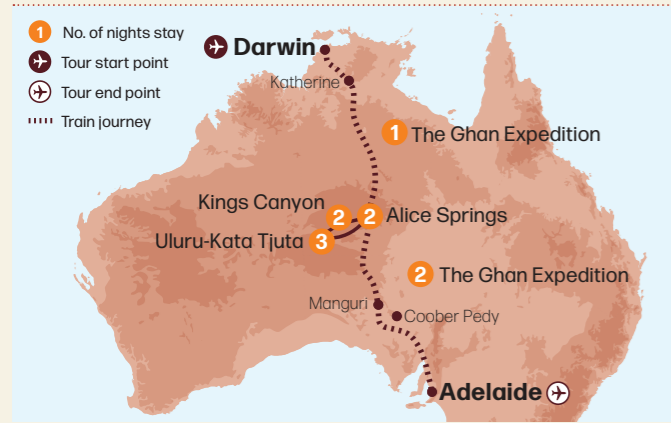 1 No. of nights stay
Tour start point
Tour end point
Train journey
Darwin
Katherine
1 The Ghan Expedition
Kings Canyon
2
2 Alice Springs
Uluru-Kata Tjuta 3
2 The Ghan Expedition
Manguri
Coober Pedy
Adelaide